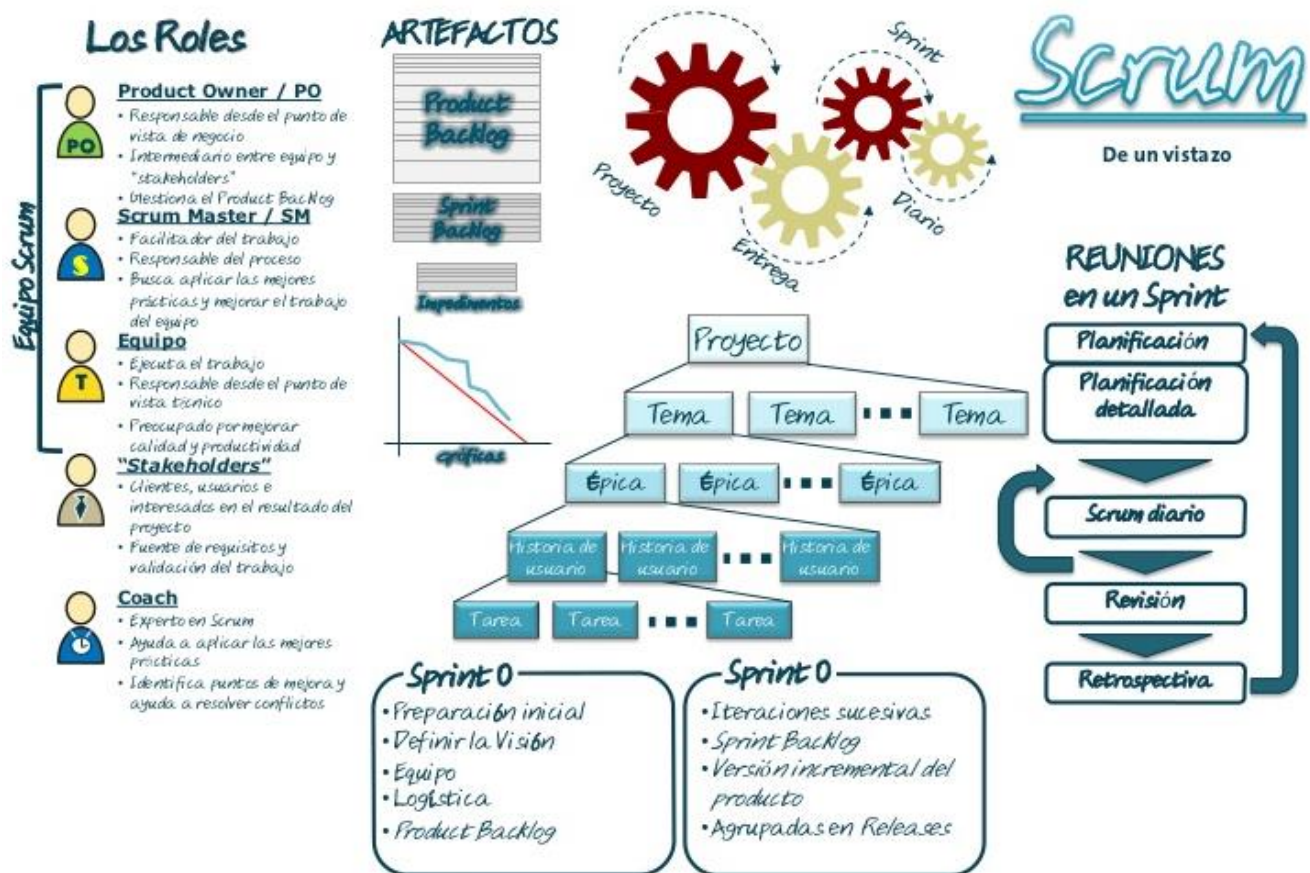 Los Roles
Equipo Scrum
PO
Product Owner / PO
• Responsable desde el punto de
vista de negocio
• Intermediario entre equipo y
"stakeholders"
• Gestiona el Product Backlog
S
Scrum Master / SM
• Facilitador del trabajo
• Responsable del proceso
• Busca aplicar las mejores
prácticas y mejorar el trabajo
del equipo
T
Equipo
• Ejecuta el trabajo
• Responsable desde el punto de
vista técnico
• Preocupado por mejorar
calidad y productividad
"Stakeholders"
• Clientes, usuarios e
interesados en el resultado del
proyecto
• Fuente de requisitos y
validación del trabajo
Coach
• Experto en Scrum
• Ayuda a aplicar las mejores
prácticas
• Identifica puntos de mejora y
ayuda a resolver conflictos
ARTEFACTOS
Product
Backlog
Sprint
Backlog
Impedimentos
gráficas
Proyecto
Entrega
Sprint
Diario
Proyecto
Tema
Tema
Tema
Épica
Épica
Épica
Historia de
usuario
Historia de
usuario
Historia de
usuario
Tarea
Tarea
Tarea
Sprint 0
• Preparación inicial
• Definir la Visión
• Equipo
• Logística
• Product Backlog
Sprint 0
• Iteraciones sucesivas
• Sprint Backlog
• Versión incremental del
producto
• Agrupadas en Releases
Scrum
De un vistazo
REUNIONES
en un Sprint
Planificación
Planificación
detallada
Scrum diario
Revisión
Retrospectiva